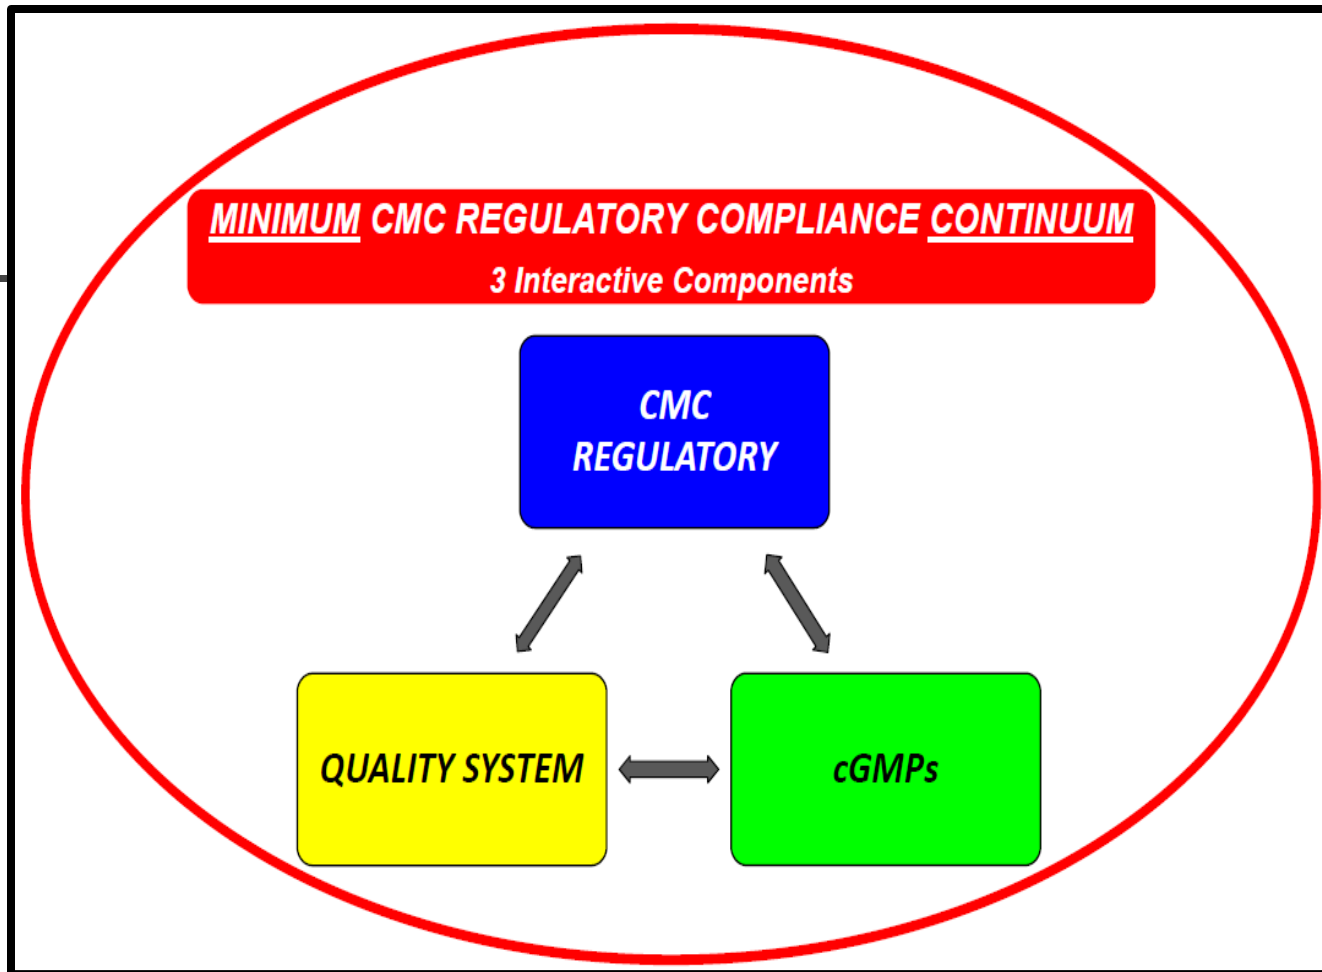 MINIMUM CMC REGULATORY COMPLIANCE CONTINUUM
3 Interactive Components
CMC
REGULATORY
QUALITY SYSTEM
cGMPs